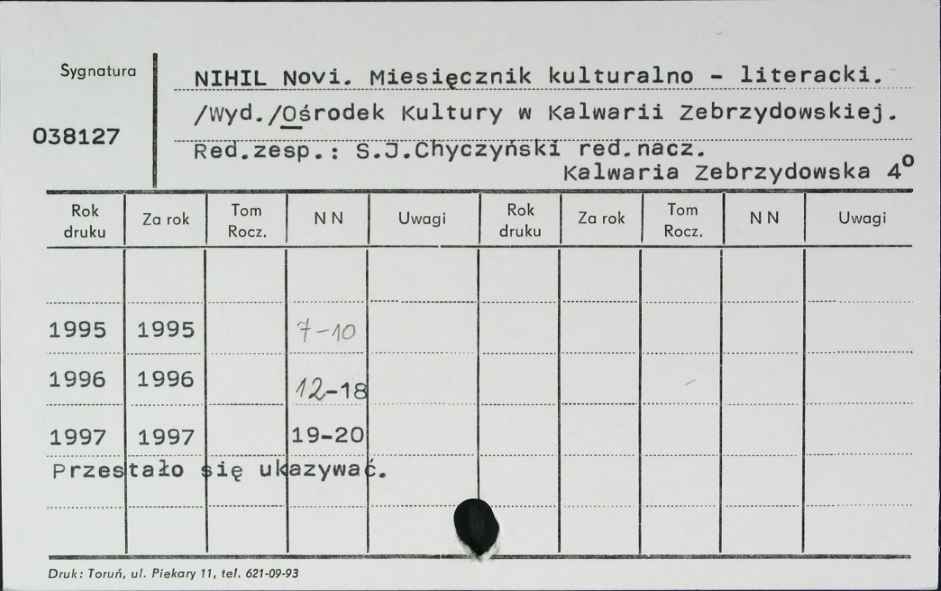 Sygnatura
NIHIL Novi. Miesięcznik kulturalno - literacki.
/Wyd./Ośrodek Kultury w Kalwarii Zebrzydowskiej.
038127
Red.zesp.: S.J.Chyczyński red.nacz.
Kalwaria Zebrzydowska 4°
Rok druku Za rok Tom Rocz. N N Uwagi Rok druku Za rok Tom Rocz. N N Uwagi
1995 1995 7-10
1996 1996 12-18
1997 1997 19-20
Przestało się ukazywać.
Druk: Toruń, ul. Piekary 11, tel. 621-09-93